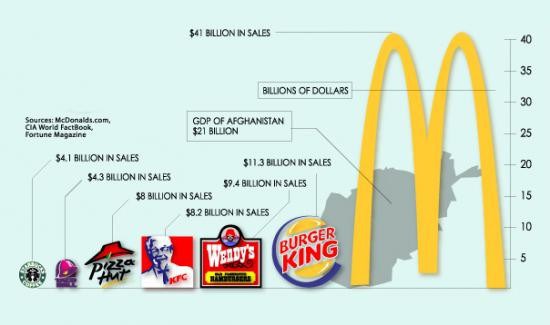 $41 BILLION IN SALES
40
35
BILLIONS OF DOLLARS
30
Sources: McDonalds.com,
CIA World FactBook,
Fortune Magazine
GDP OF AFGHANISTAN
$21 BILLION
25
20
$4.1 BILLION IN SALES
$11.3 BILLION IN SALES
$4.3 BILLION IN SALES
$9.4 BILLION IN SALES
$8 BILLION IN SALES
15
$8.2 BILLION IN SALES
10
Pizza
Hut
KFC
Wendy's
OLD FASHIONED
HAMBURGERS
BURGER
KING
5